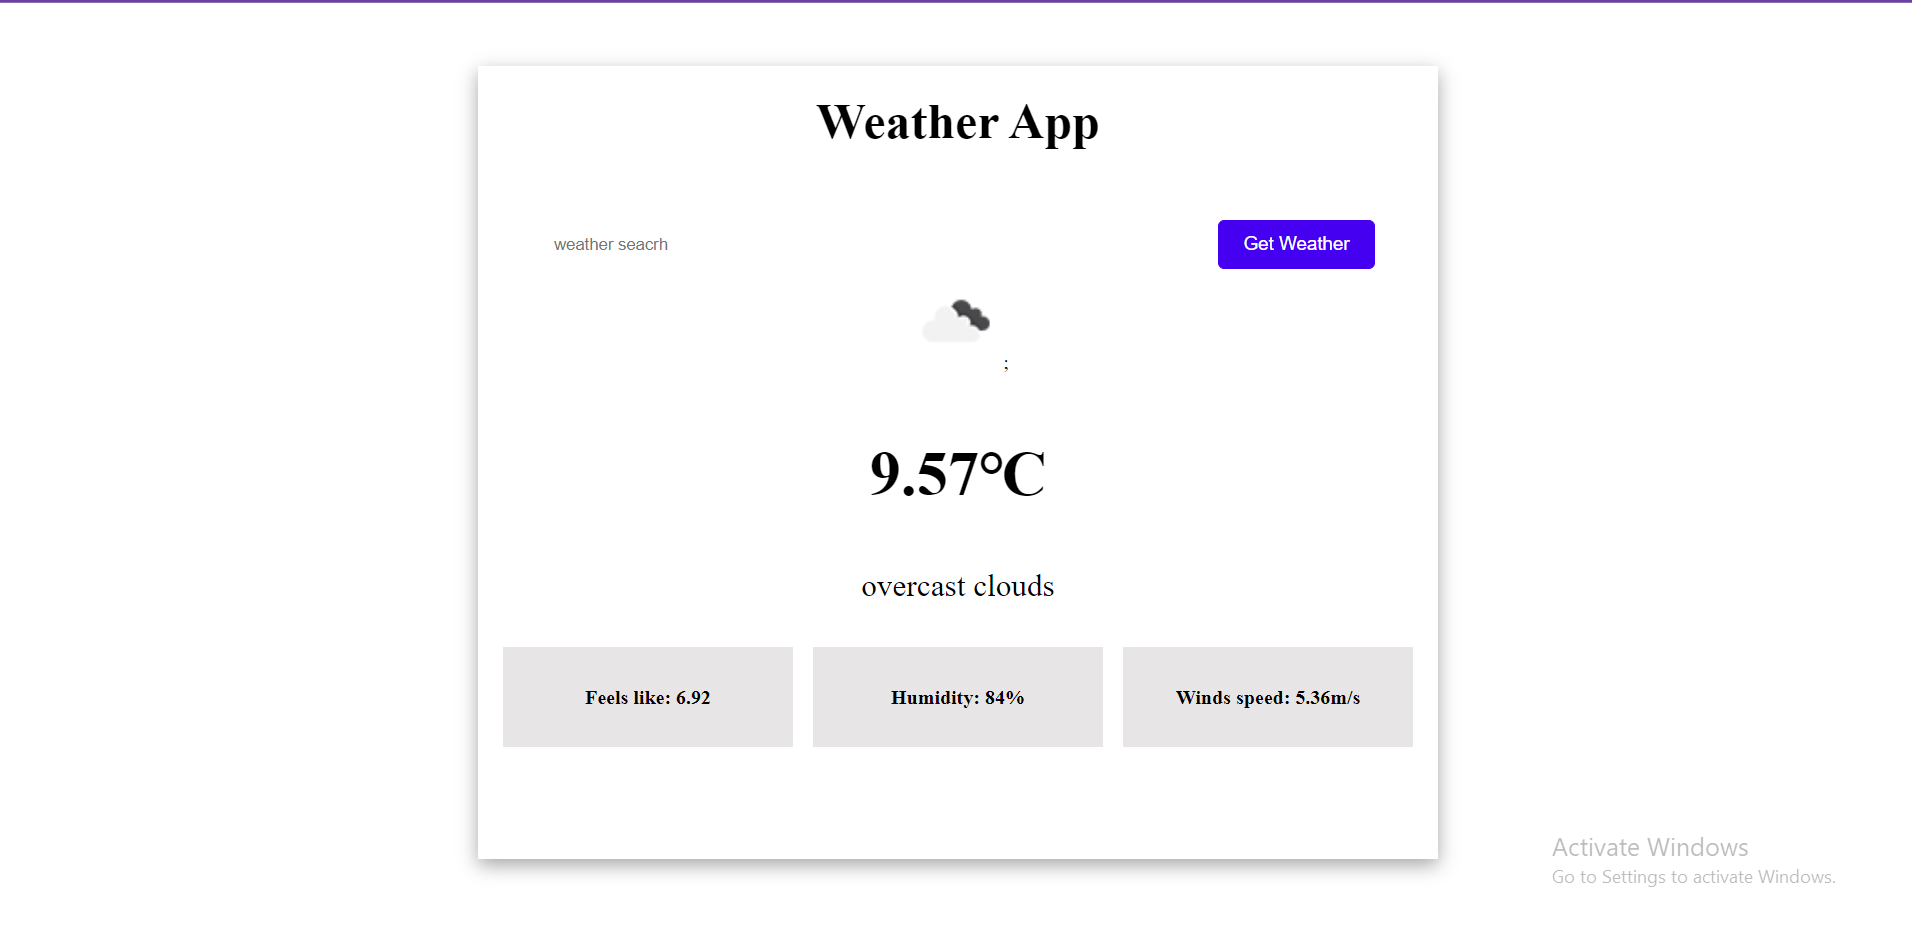 Weather App
weather seacrh
Get Weather
;
9.57°C
overcast clouds
Feels like: 6.92
Humidity: 84%
Winds speed: 5.36m/s
Activate Windows
Go to Settings to activate Windows.